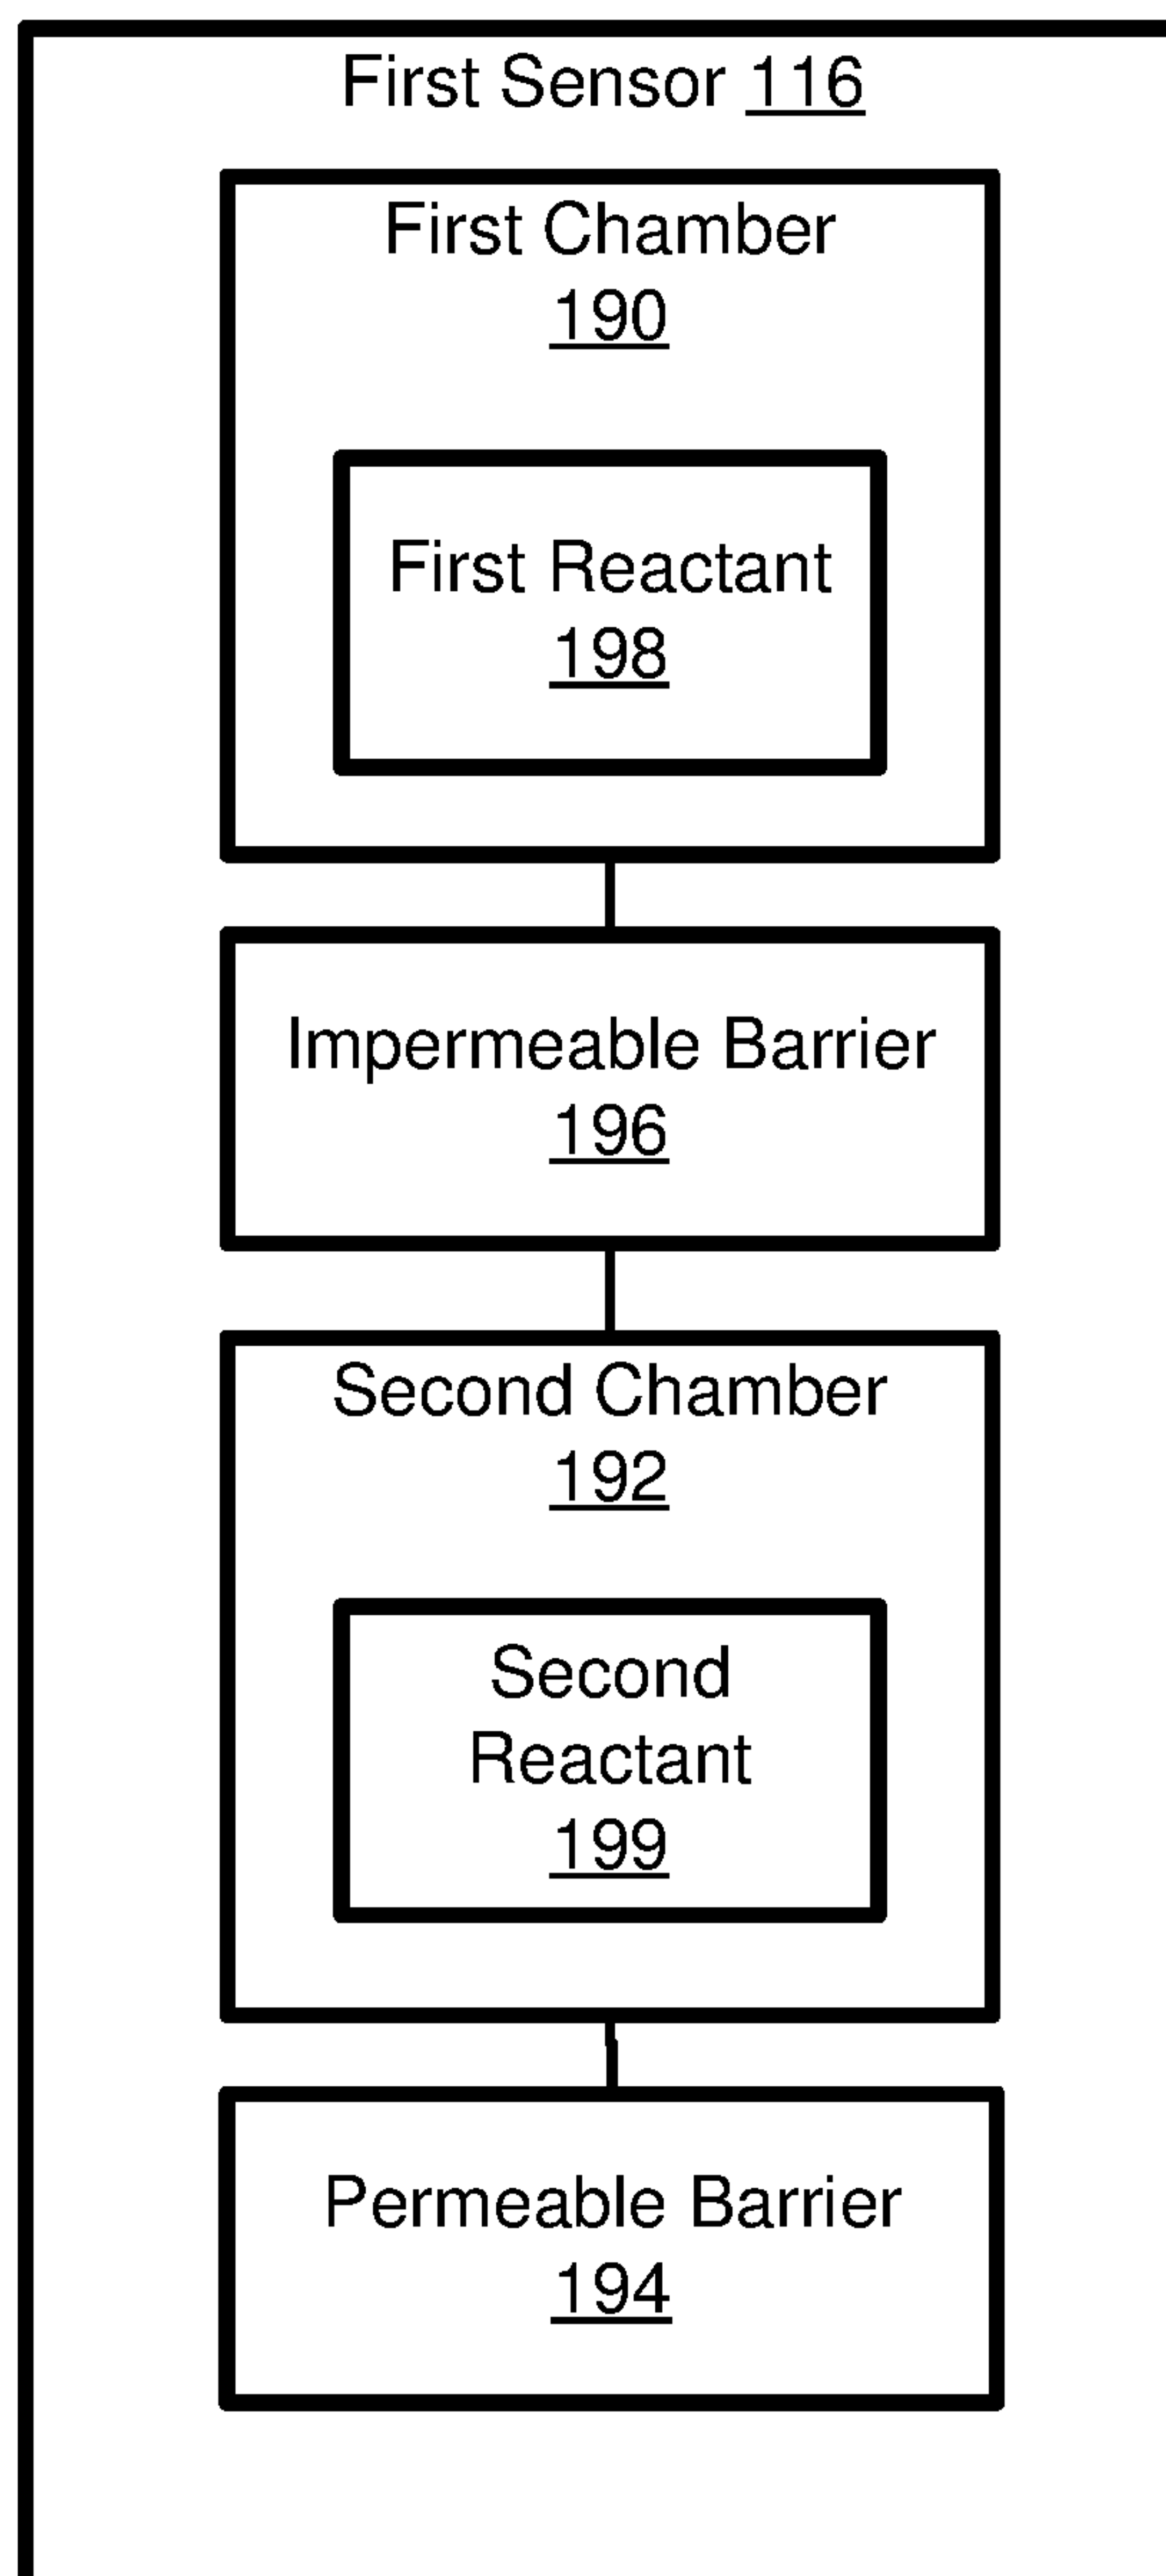 First Sensor 116
First Chamber
190
First Reactant
198
Impermeable Barrier
196
Second Chamber
192
Second
Reactant
199
Permeable Barrier
194